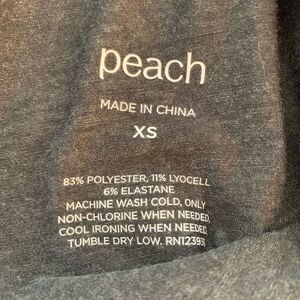 peach
MADE IN CHINA
XS
83% POLYESTER, 11% LYOCELL
6% ELASTANE
MACHINE WASH COLD, ONLY
NON-CHLORINE WHEN NEEDED,
COOL IRONING WHEN NEEDED
TUMBLE DRY LOW. RN123936